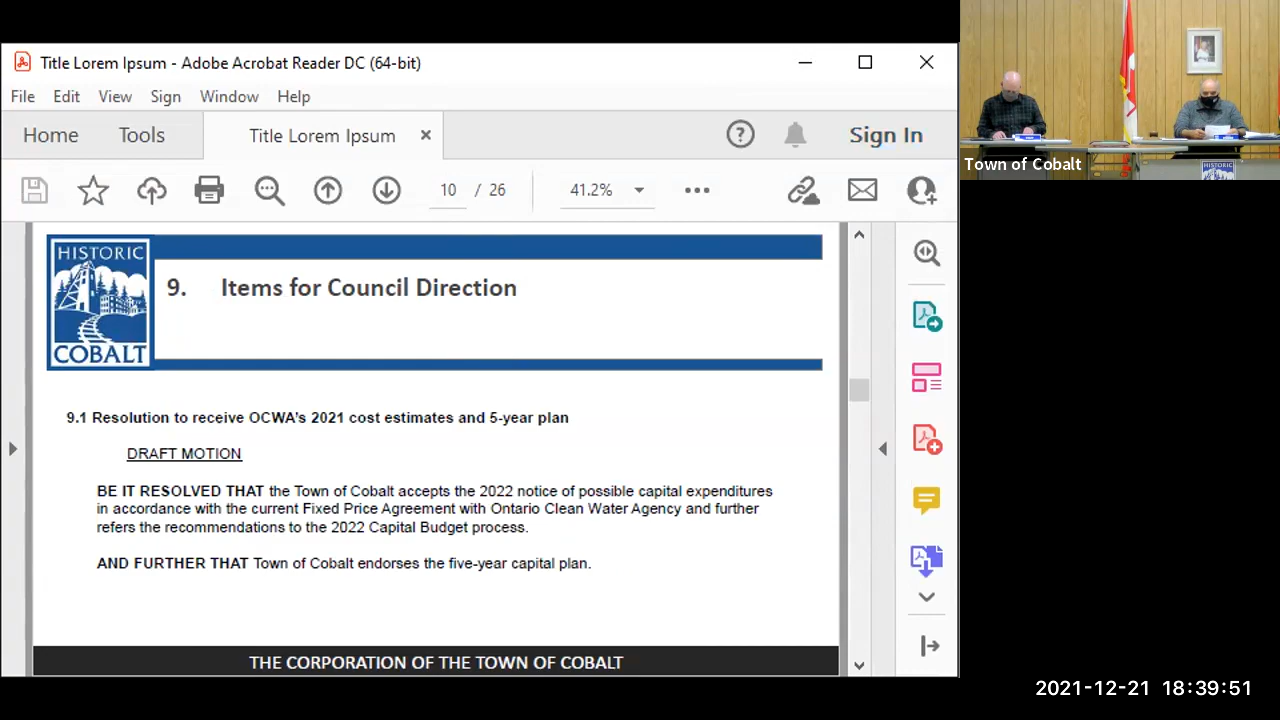 Title Lorem Ipsum - Adobe Acrobat Reader DC (64-bit)
File Edit View Sign Window Help
Home Tools Title Lorem Ipsum Sign In
10 / 26 41.2%
HISTORIC
COBALT
9. Items for Council Direction
9.1 Resolution to receive OCWA's 2021 cost estimates and 5-year plan
DRAFT MOTION
BE IT RESOLVED THAT the Town of Cobalt accepts the 2022 notice of possible capital expenditures
in accordance with the current Fixed Price Agreement with Ontario Clean Water Agency and further
refers the recommendations to the 2022 Capital Budget process.
AND FURTHER THAT Town of Cobalt endorses the five-year capital plan.
THE CORPORATION OF THE TOWN OF COBALT
Town of Cobalt
HISTORIC
2021-12-21 18:39:51